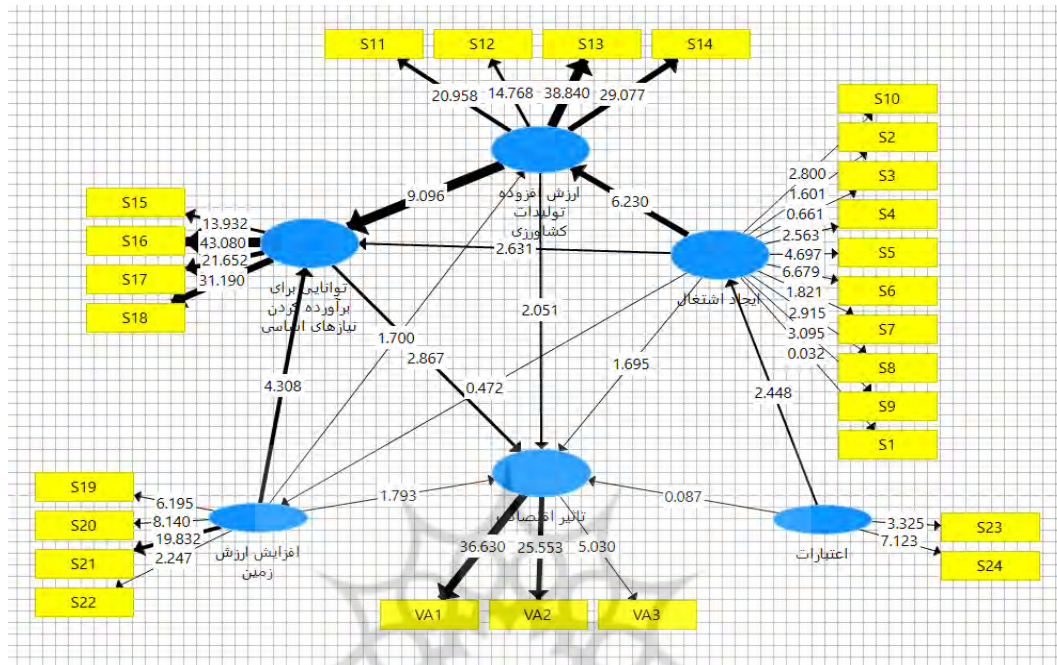 S11
S12
S13
S14
20.958
14.768
38.840
29.077
ارزش افزوده
تولیدات
کشاورزی
S10
S2
S3
S4
S5
S6
S7
S8
S9
S1
2.800
1.601
0.661
2.563
4.697
6.679
1.821
2.915
3.095
0.032
ایجاد اشتغال
9.096
6.230
2.631
S15
S16
S17
S18
13.932
43.080
21.652
31.190
توانایی برای
برآورده کردن
نیازهای اساسی
1.700
2.867
2.051
1.695
0.472
4.308
2.448
S19
S20
S21
S22
6.195
8.140
19.832
2.247
افزایش ارزش
زمین
1.793
0.087
تاثیر اقتصادی
36.630
25.553
5.030
VA1
VA2
VA3
اعتبارات
3.325
7.123
S23
S24